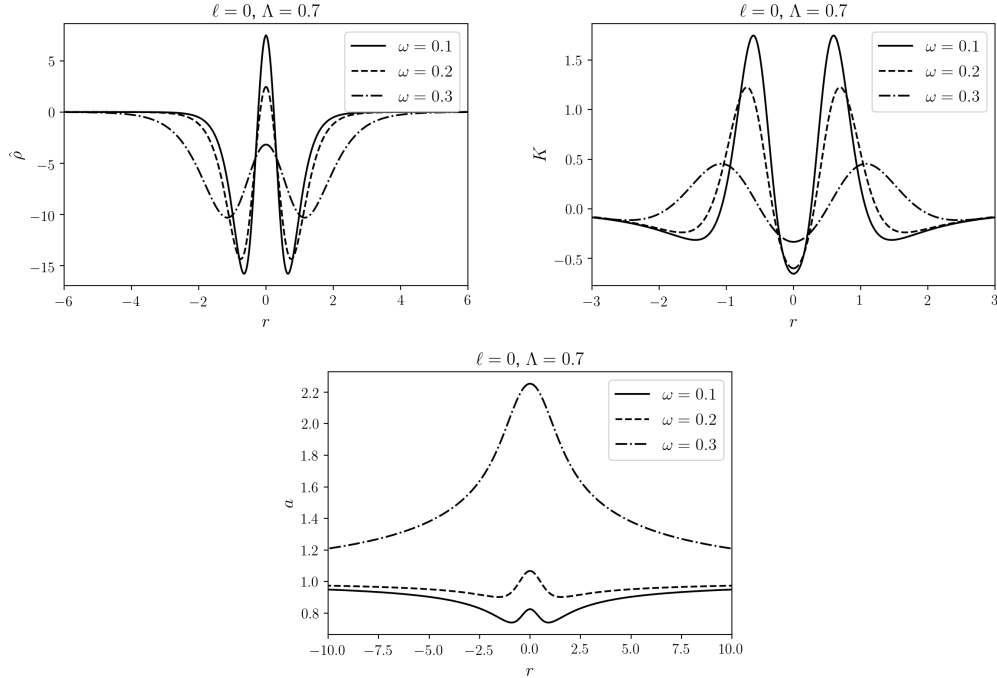 ℓ = 0, Λ = 0.7
ω = 0.1
ω = 0.2
ω = 0.3
5
0
−5
−10
−15
ρ̂
−6 −4 −2 0 2 4 6
r
ℓ = 0, Λ = 0.7
ω = 0.1
ω = 0.2
ω = 0.3
1.5
1.0
0.5
0.0
−0.5
K
−3 −2 −1 0 1 2 3
r
ℓ = 0, Λ = 0.7
ω = 0.1
ω = 0.2
ω = 0.3
2.2
2.0
1.8
1.6
1.4
1.2
1.0
0.8
a
−10.0 −7.5 −5.0 −2.5 0.0 2.5 5.0 7.5 10.0
r